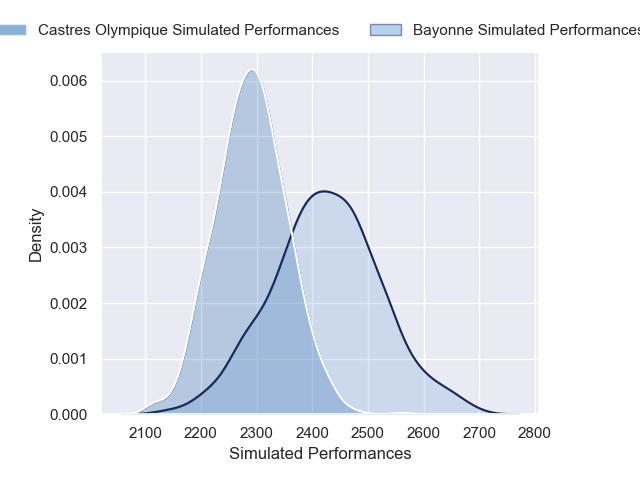 Castres Olympique Simulated Performances
Bayonne Simulated Performances
0.006
0.005
0.004
0.003
0.002
0.001
0.000
Density
2100 2200 2300 2400 2500 2600 2700 2800
Simulated Performances